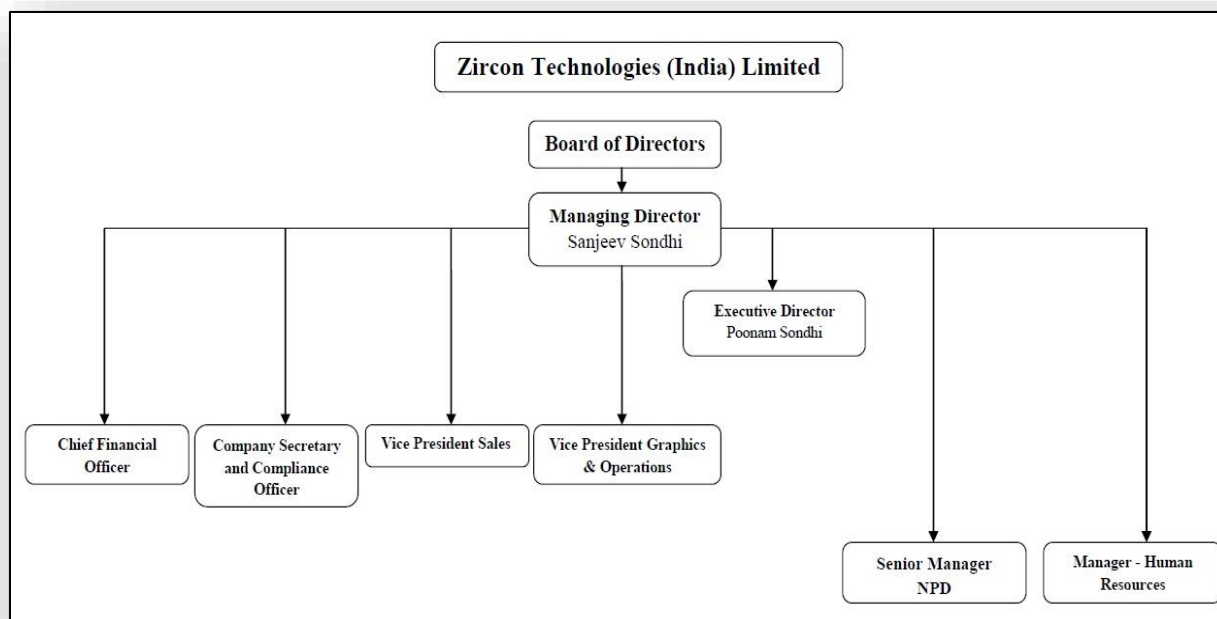 Zircon Technologies (India) Limited
Board of Directors
Managing Director
Sanjeev Sondhi
Executive Director
Poonam Sondhi
Chief Financial
Officer
Company Secretary
and Compliance
Officer
Vice President Sales
Vice President Graphics
& Operations
Senior Manager
NPD
Manager - Human
Resources